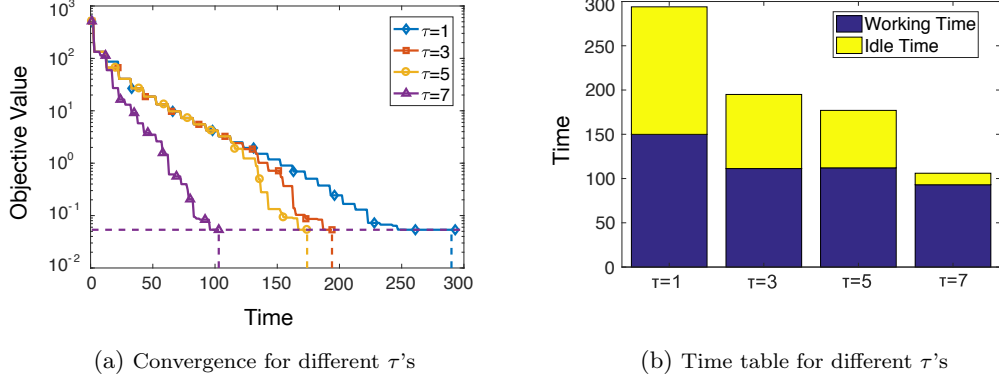 10³
10²
10¹
10⁰
10⁻¹
10⁻²
Objective Value
0 50 100 150 200 250 300
Time
τ=1
τ=3
τ=5
τ=7
(a) Convergence for different τ's
300
250
200
150
100
50
0
Time
Working Time
Idle Time
τ=1 τ=3 τ=5 τ=7
(b) Time table for different τ's